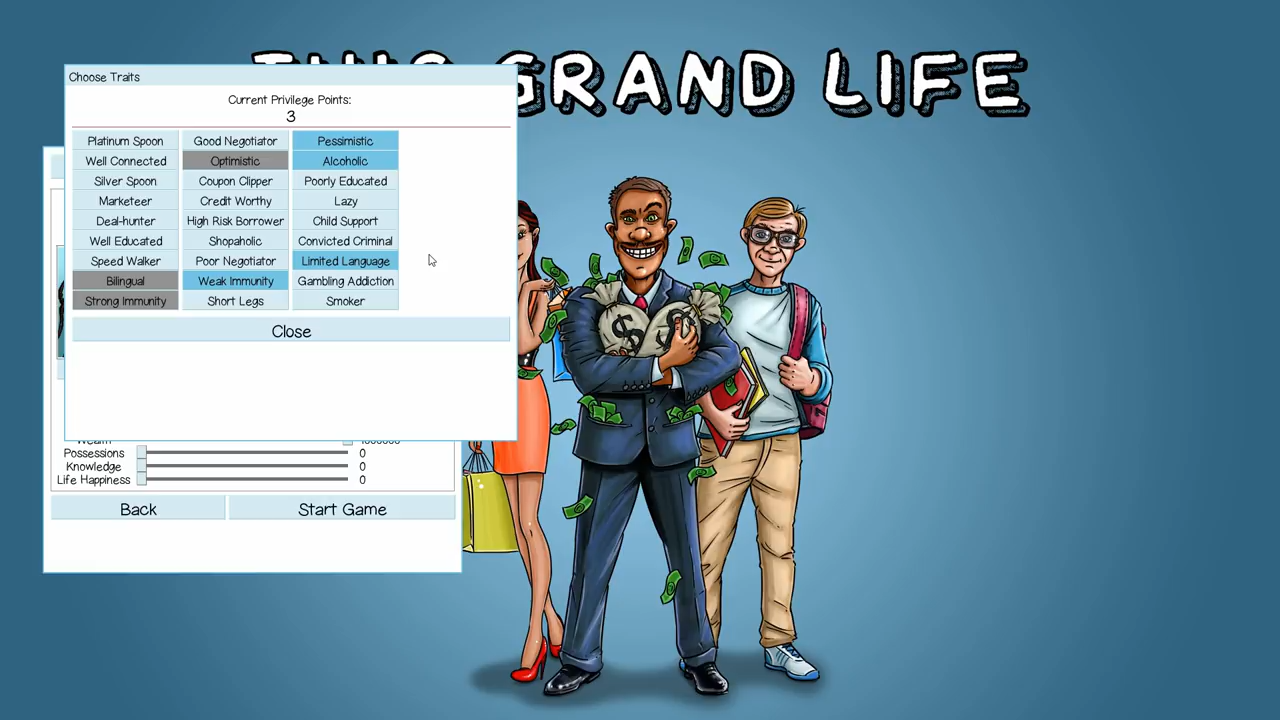 THIS GRAND LIFE
Choose Traits
Current Privilege Points:
3
Platinum Spoon Good Negotiator Pessimistic
Well Connected Optimistic Alcoholic
Silver Spoon Coupon Clipper Poorly Educated
Marketeer Credit Worthy Lazy
Deal-hunter High Risk Borrower Child Support
Well Educated Shopaholic Convicted Criminal
Speed Walker Poor Negotiator Limited Language
Bilingual Weak Immunity Gambling Addiction
Strong Immunity Short Legs Smoker
Close
Wealth 1000000
Possessions 0
Knowledge 0
Life Happiness 0
Back Start Game